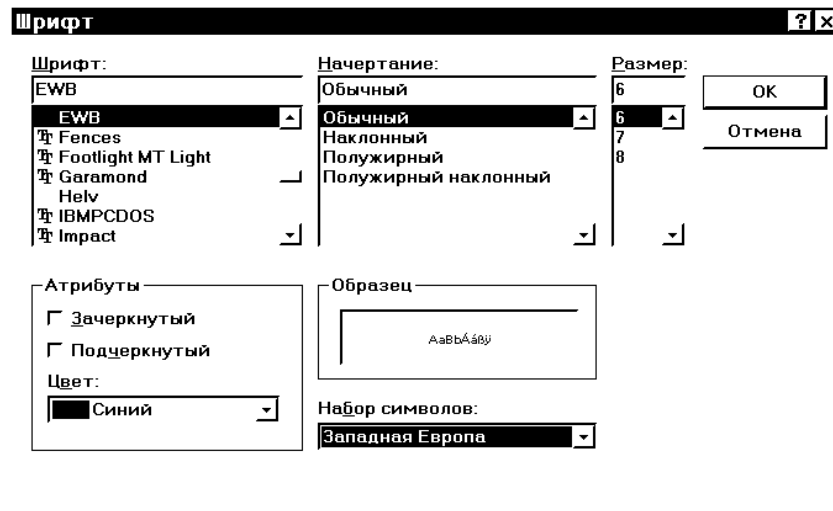 Шрифт
Шрифт:
EWB
EWB
Fences
Footlight MT Light
Garamond
Helv
IBMPCDOS
Impact
Начертание:
Обычный
Обычный
Наклонный
Полужирный
Полужирный наклонный
Размер:
6
6
7
8
OK
Отмена
Атрибуты
Зачеркнутый
Подчеркнутый
Цвет:
Синий
Образец
AaBbÁáßÿ
Набор символов:
Западная Европа